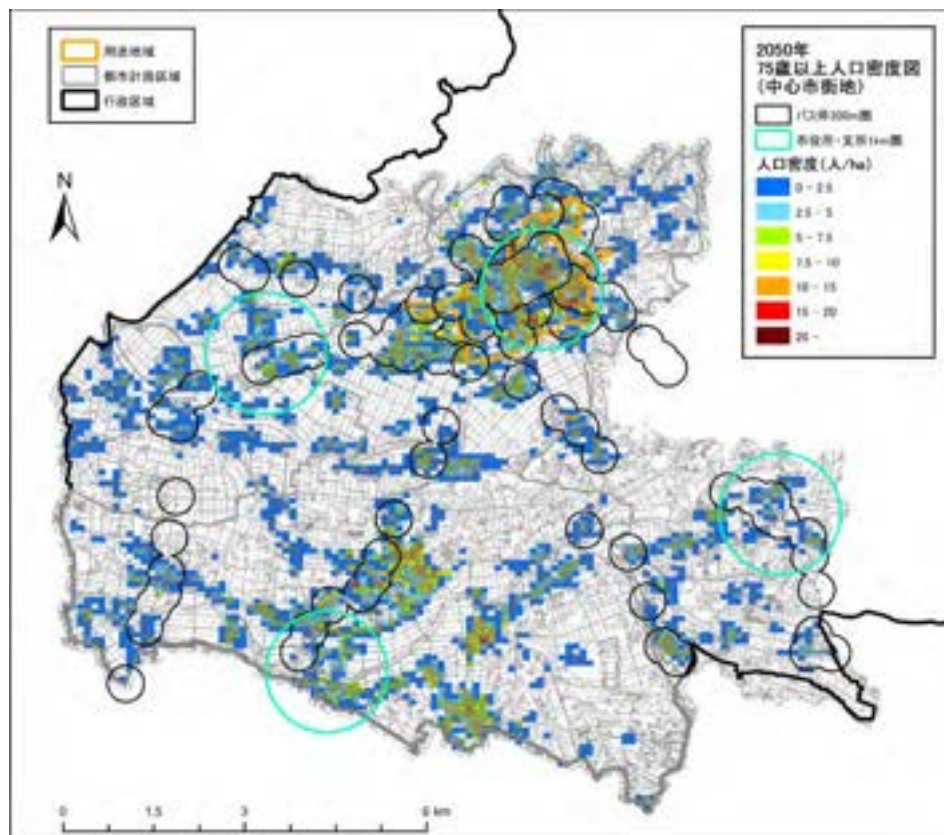 用途地域
都市計画区域
行政区域
N
2050年
75歳以上人口密度図
(中心市街地)
バス停300m圏
市役所・支所1km圏
人口密度(人/ha)
0 - 2.5
2.5 - 5
5 - 7.5
7.5 - 10
10 - 15
15 - 20
20 -
0 1.5 3 6 km